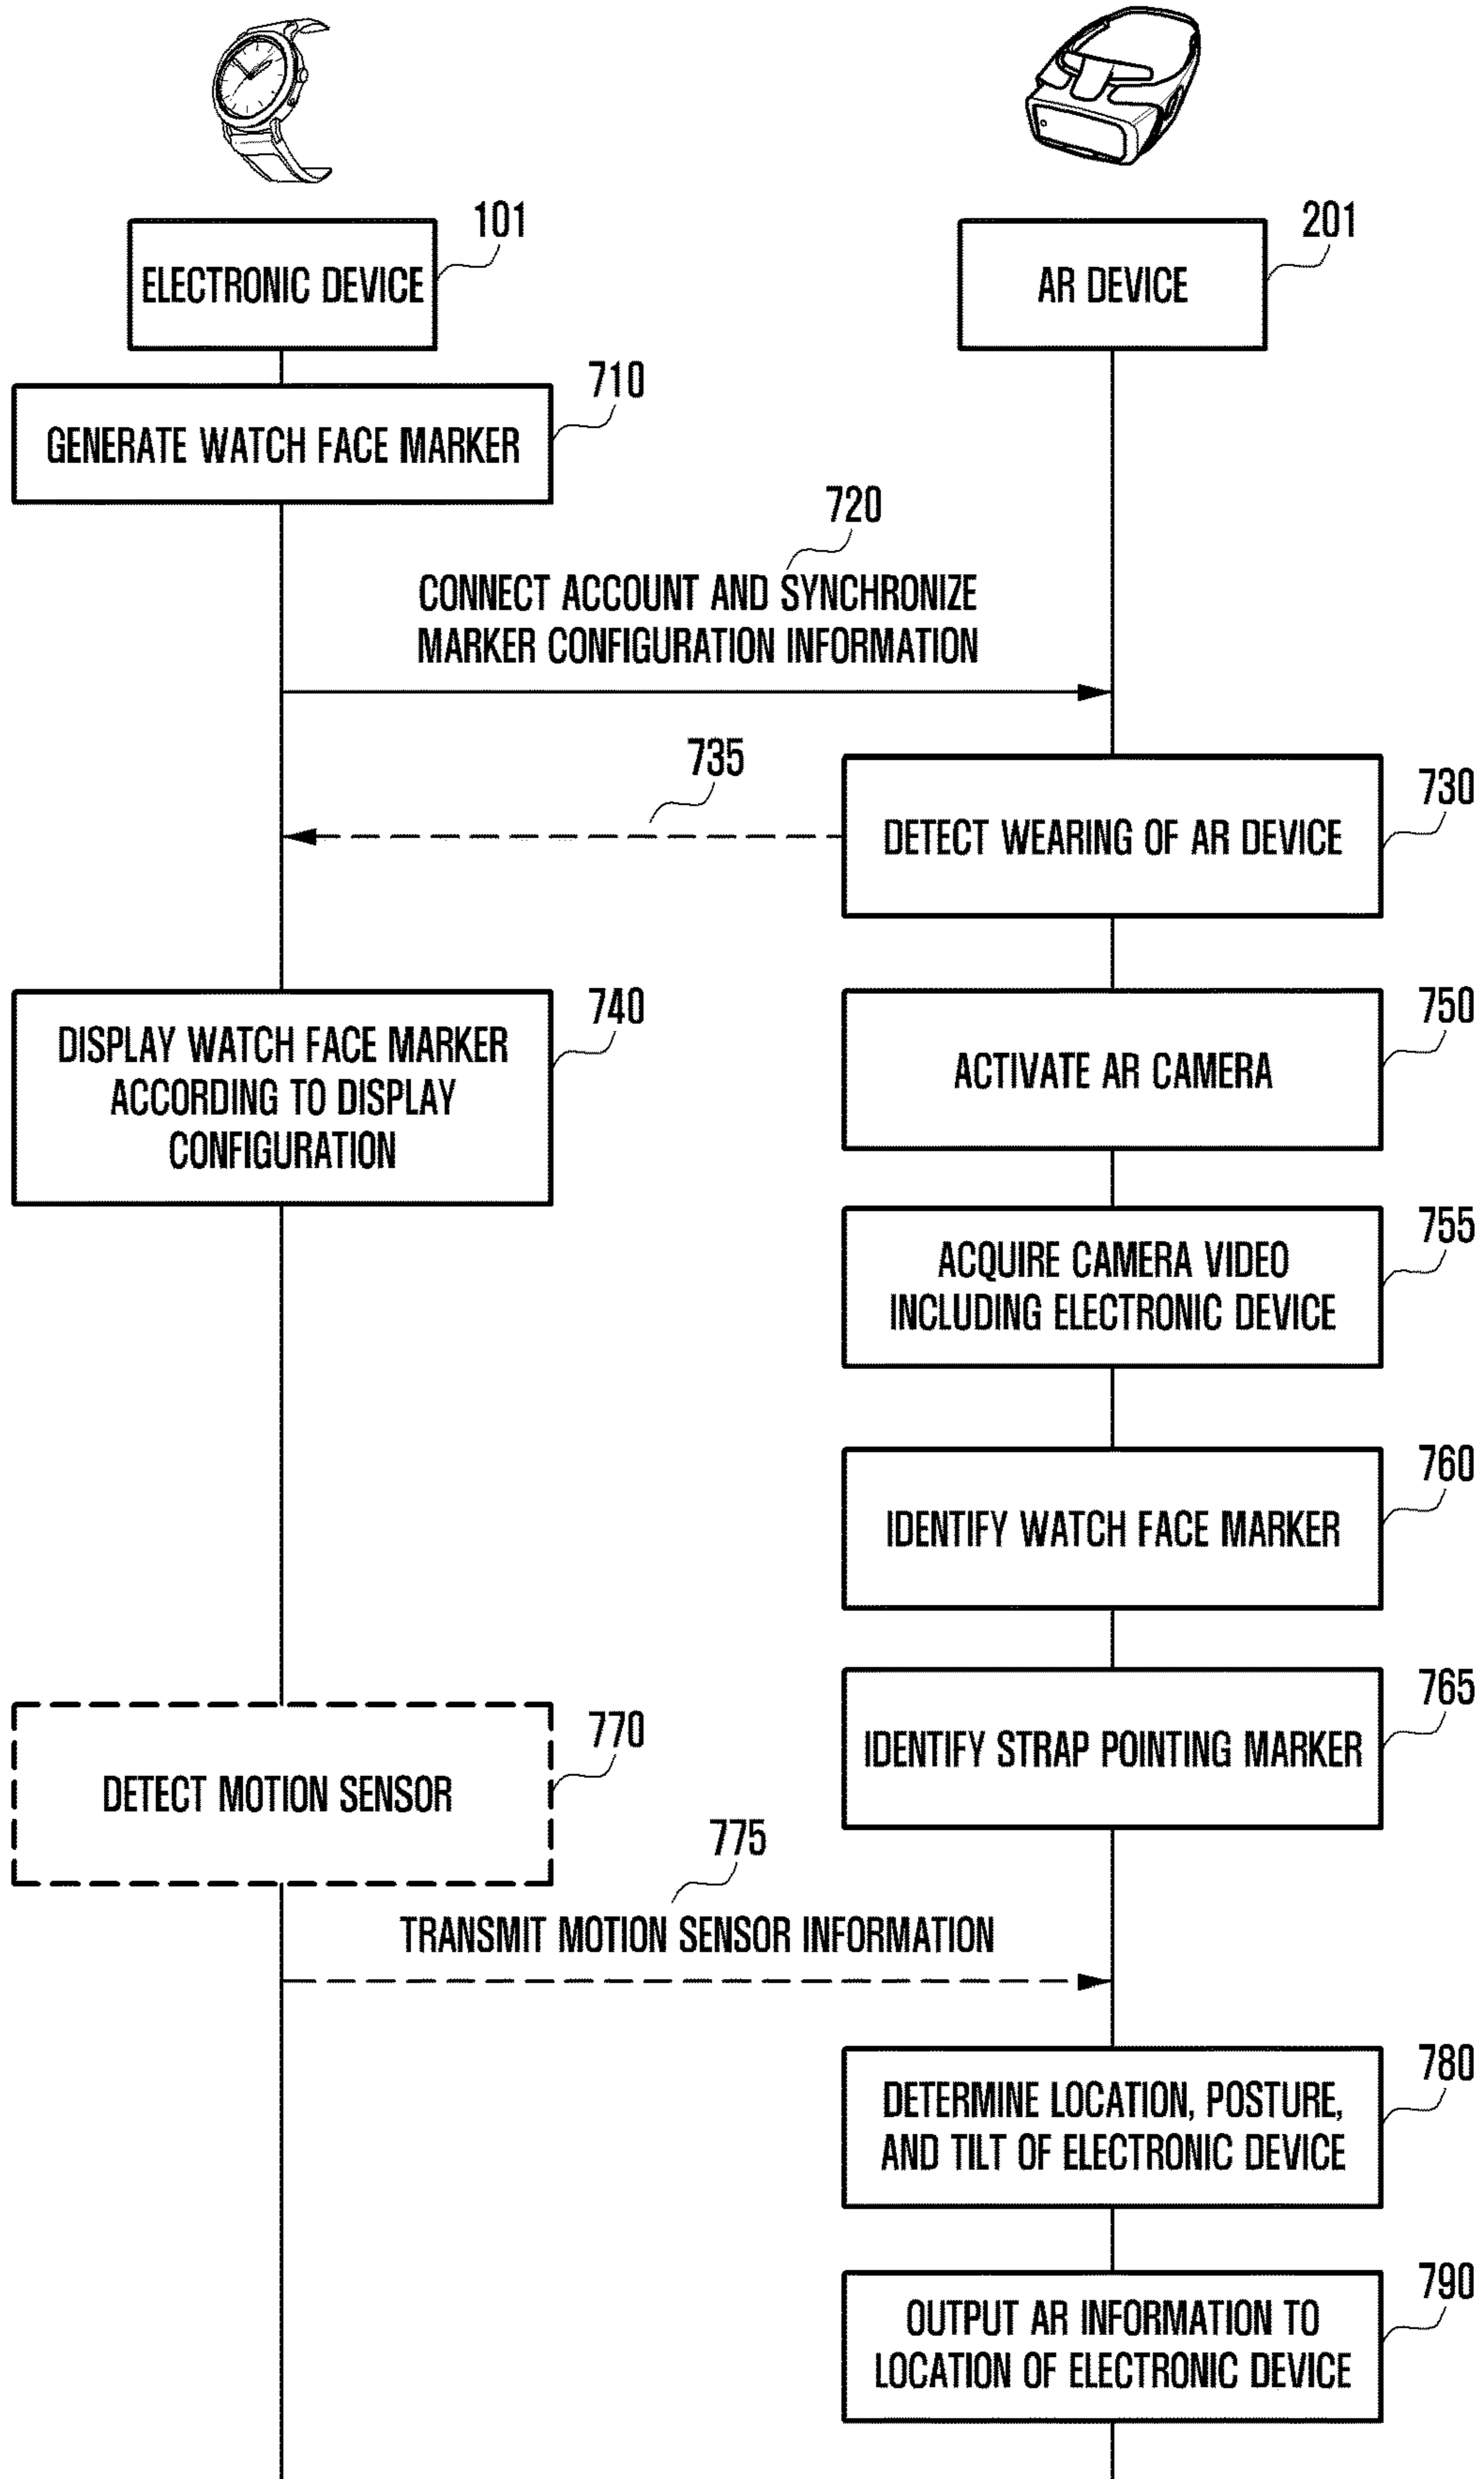 101
201
ELECTRONIC DEVICE
AR DEVICE
710
GENERATE WATCH FACE MARKER
720
CONNECT ACCOUNT AND SYNCHRONIZE
MARKER CONFIGURATION INFORMATION
735
730
DETECT WEARING OF AR DEVICE
740
DISPLAY WATCH FACE MARKER
ACCORDING TO DISPLAY
CONFIGURATION
750
ACTIVATE AR CAMERA
755
ACQUIRE CAMERA VIDEO
INCLUDING ELECTRONIC DEVICE
760
IDENTIFY WATCH FACE MARKER
765
IDENTIFY STRAP POINTING MARKER
770
DETECT MOTION SENSOR
775
TRANSMIT MOTION SENSOR INFORMATION
780
DETERMINE LOCATION, POSTURE,
AND TILT OF ELECTRONIC DEVICE
790
OUTPUT AR INFORMATION TO
LOCATION OF ELECTRONIC DEVICE